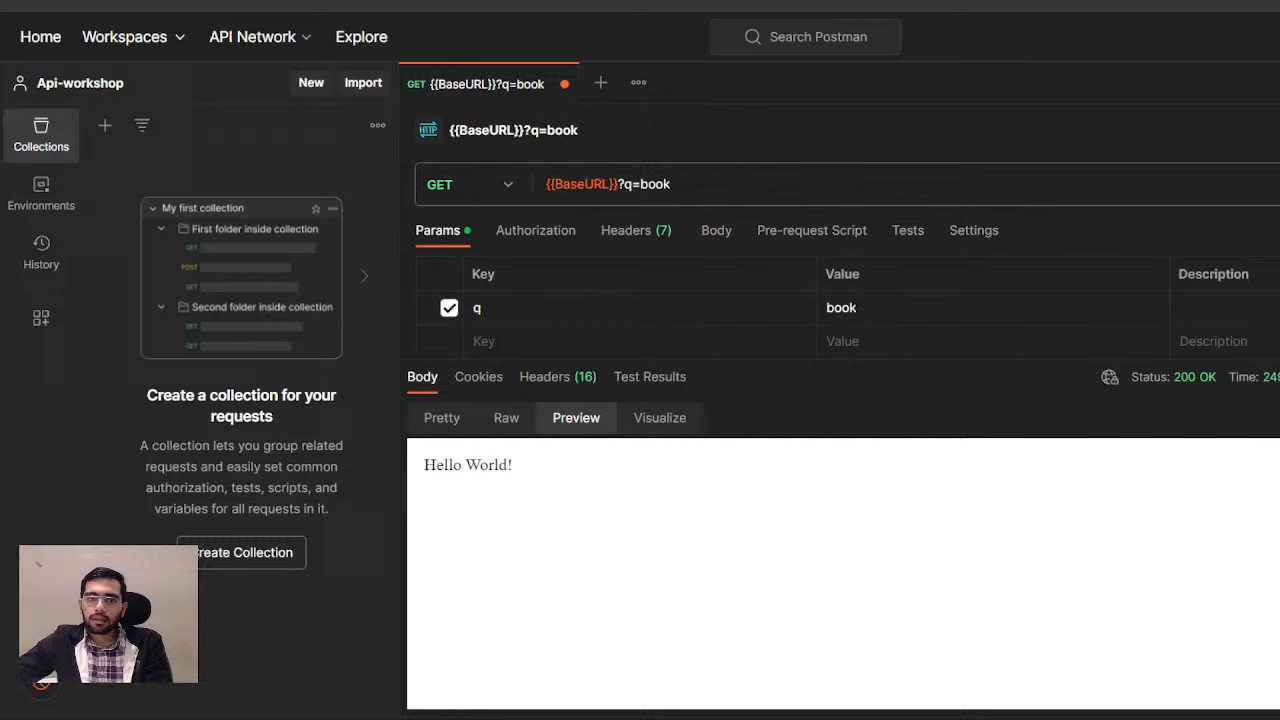 Home Workspaces API Network Explore Search Postman
Api-workshop New Import GET {{BaseURL}}?q=book
Collections
Environments
History
My first collection
First folder inside collection
GET
POST
GET
Second folder inside collection
GET
GET
Create a collection for your
requests
A collection lets you group related
requests and easily set common
authorization, tests, scripts, and
variables for all requests in it.
Create Collection
HTTP {{BaseURL}}?q=book
GET {{BaseURL}}?q=book
Params Authorization Headers (7) Body Pre-request Script Tests Settings
Key Value Description
q book
Key Value Description
Body Cookies Headers (16) Test Results Status: 200 OK Time: 249
Pretty Raw Preview Visualize
Hello World!